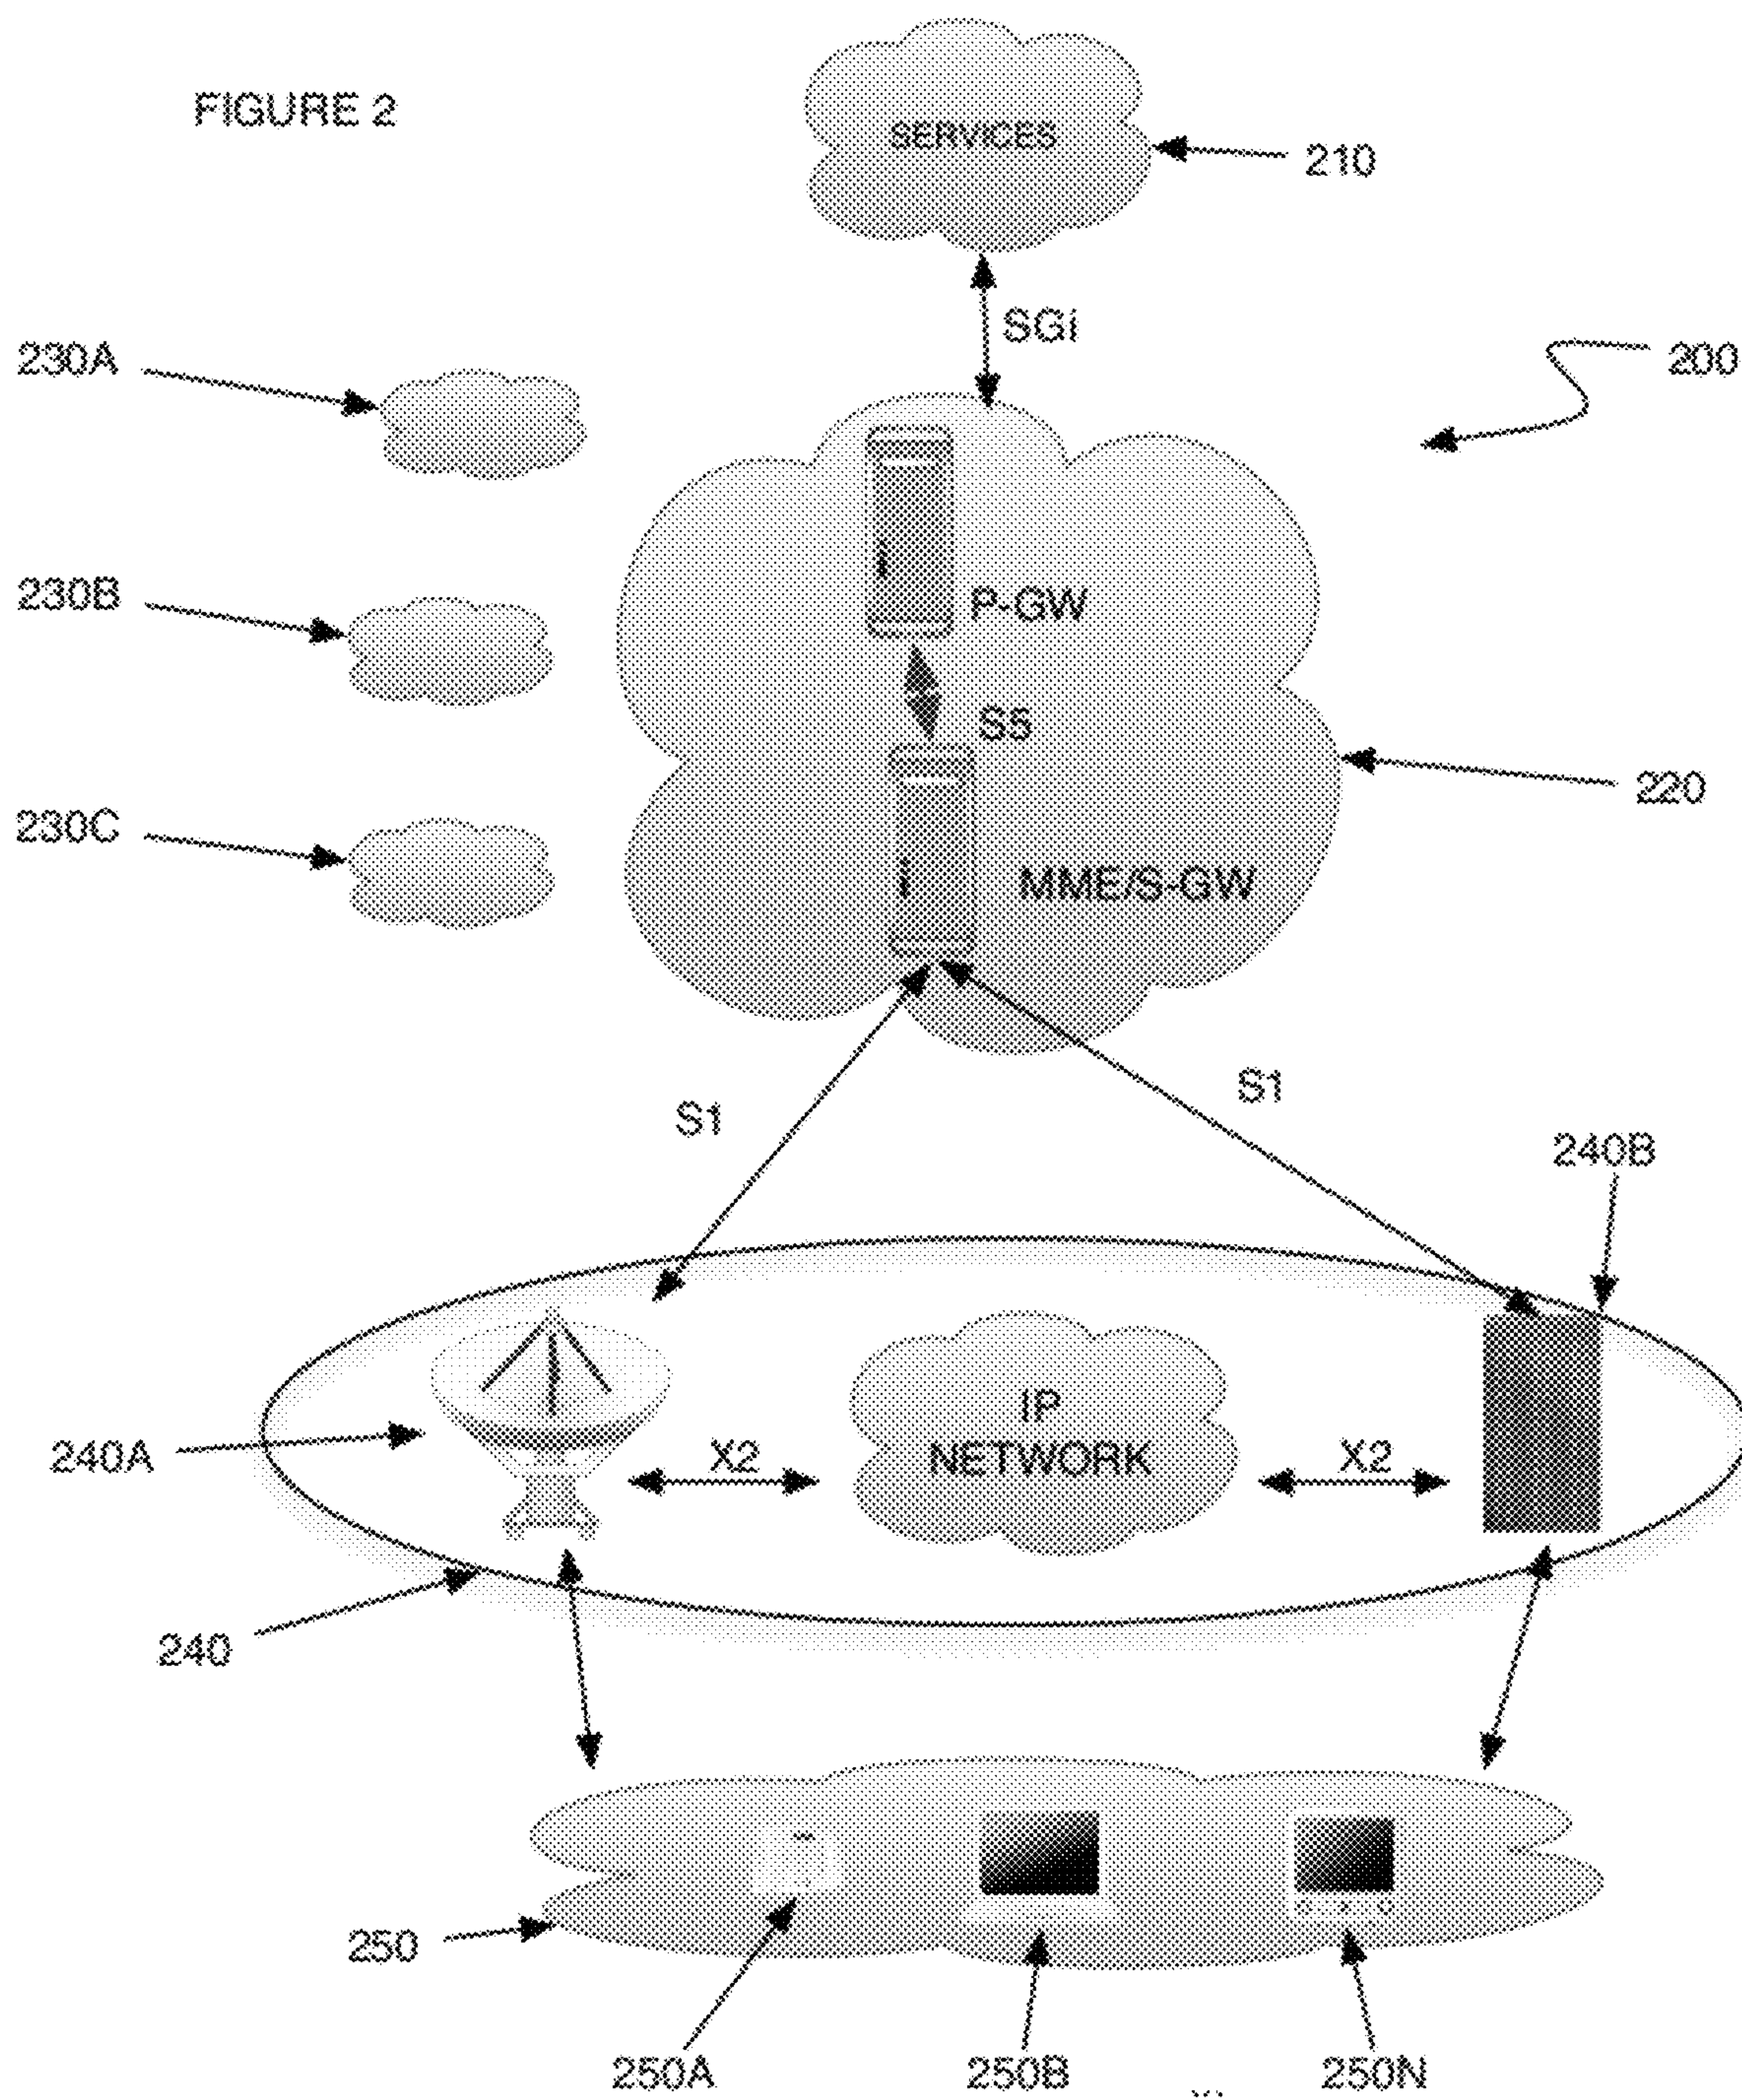 FIGURE 2
SERVICES
210
SGi
230A
200
230B
P-GW
S5
220
230C
MME/S-GW
S1
S1
240B
IP
NETWORK
240A
X2
X2
240
250
250A
250B
...
250N